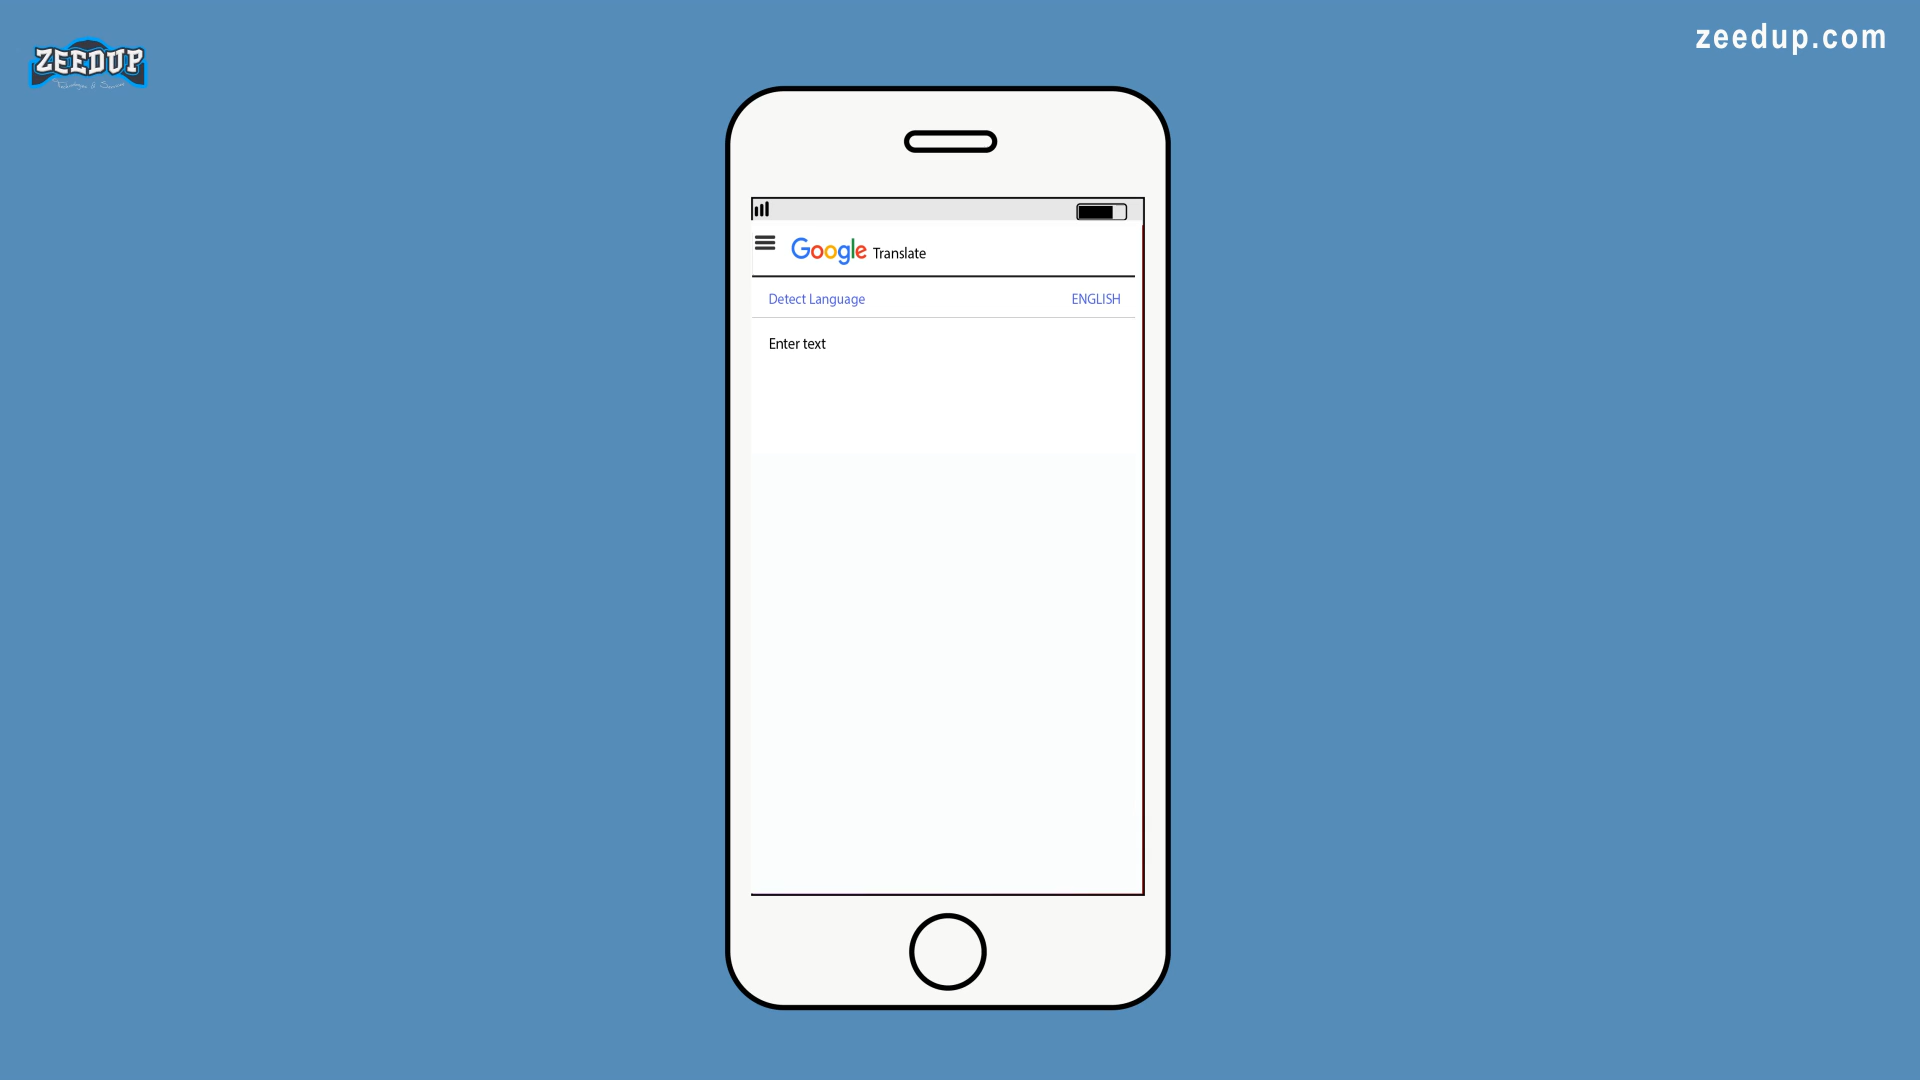 ZEEDUP
zeedup.com
Google Translate
Detect Language
ENGLISH
Enter text